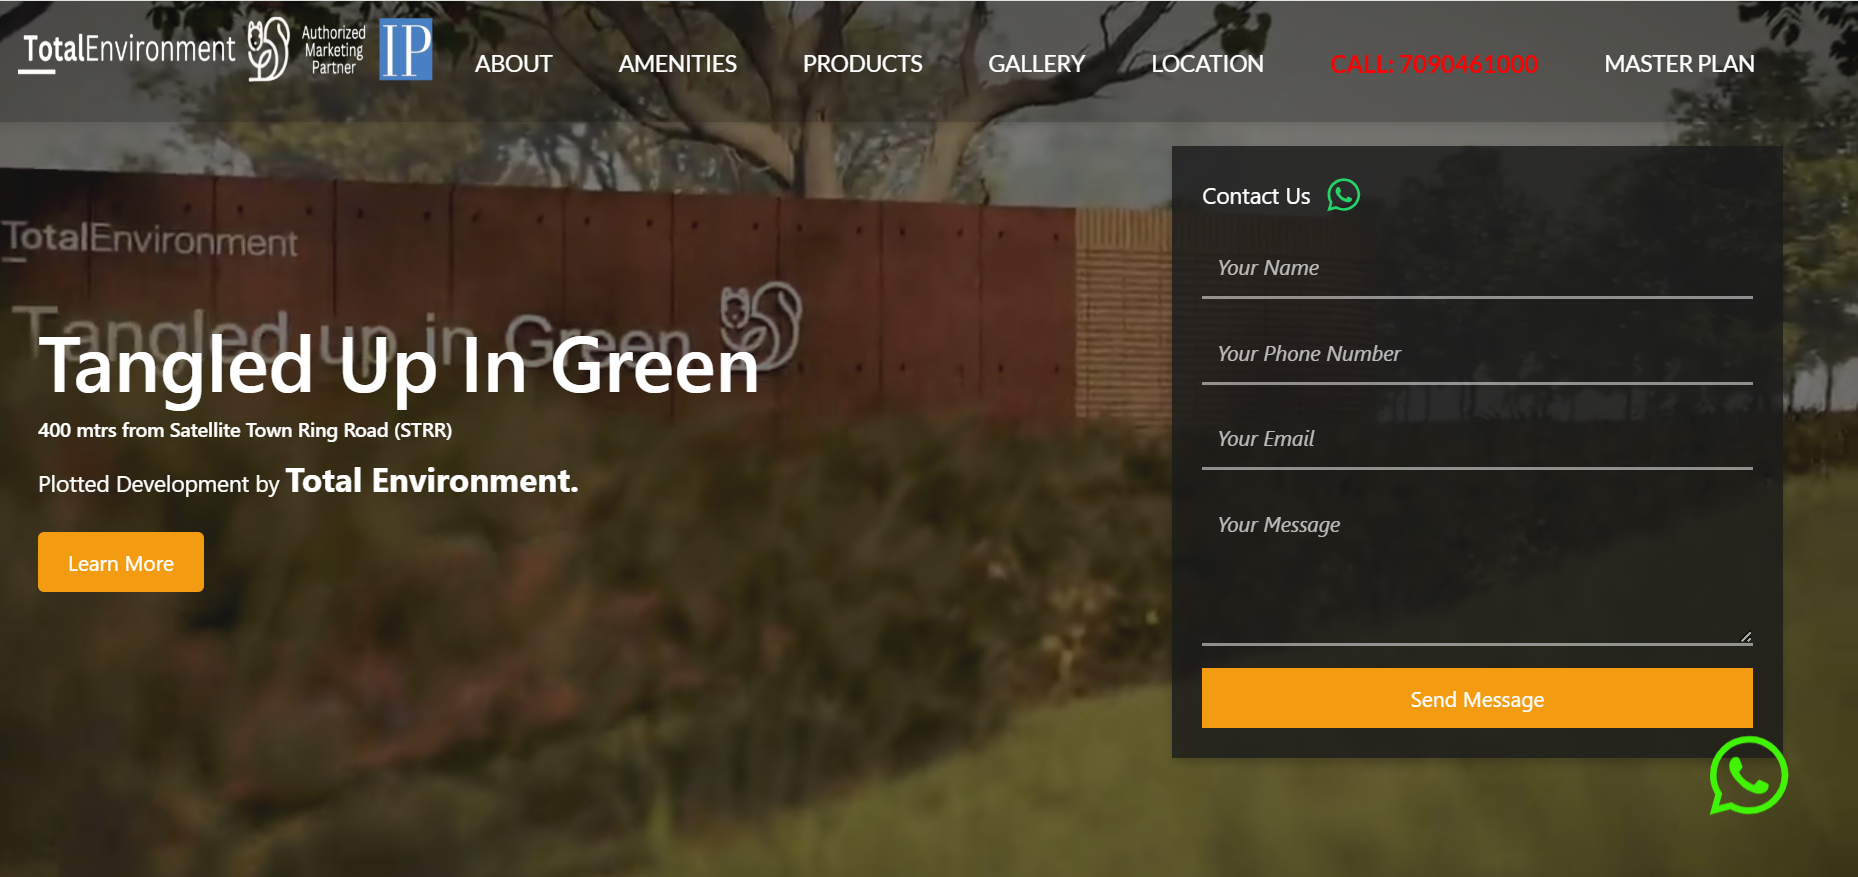 TotalEnvironment
Authorized
Marketing
Partner
IP
ABOUT
AMENITIES
PRODUCTS
GALLERY
LOCATION
CALL: 7090461000
MASTER PLAN
TotalEnvironment
Tangled up in Green
Tangled Up In Green
400 mtrs from Satellite Town Ring Road (STRR)
Plotted Development by Total Environment.
Learn More
Contact Us
Your Name
Your Phone Number
Your Email
Your Message
Send Message